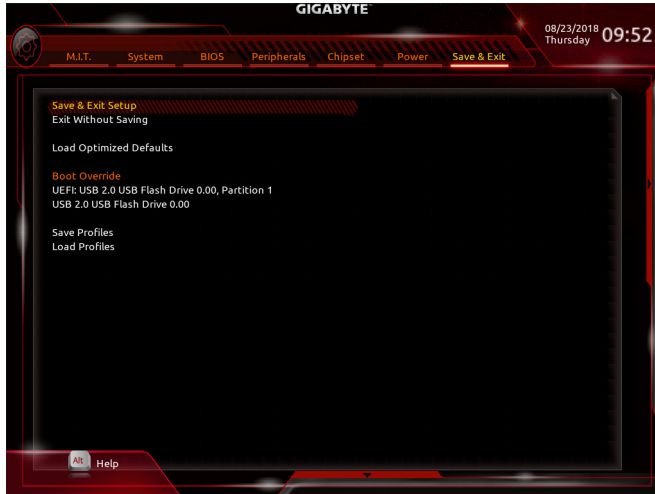 GIGABYTE™
08/23/2018
Thursday
09:52
M.I.T. System BIOS Peripherals Chipset Power Save & Exit
Save & Exit Setup
Exit Without Saving
Load Optimized Defaults
Boot Override
UEFI: USB 2.0 USB Flash Drive 0.00, Partition 1
USB 2.0 USB Flash Drive 0.00
Save Profiles
Load Profiles
Alt Help